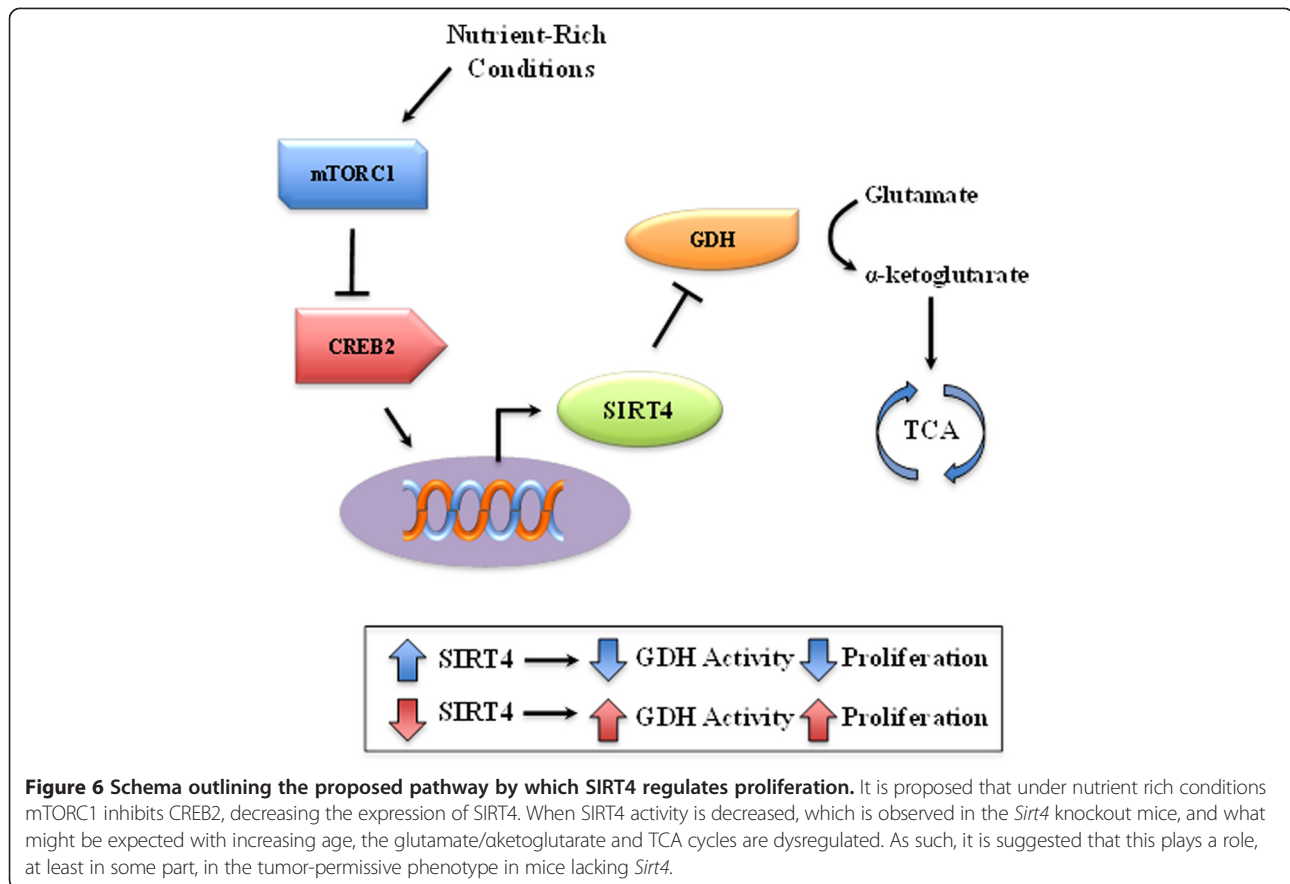 Nutrient-Rich
Conditions
mTORC1
CREB2
SIRT4
GDH
Glutamate
α-ketoglutarate
TCA
SIRT4 GDH Activity Proliferation
SIRT4 GDH Activity Proliferation
Figure 6 Schema outlining the proposed pathway by which SIRT4 regulates proliferation. It is proposed that under nutrient rich conditions
mTORC1 inhibits CREB2, decreasing the expression of SIRT4. When SIRT4 activity is decreased, which is observed in the Sirt4 knockout mice, and what
might be expected with increasing age, the glutamate/αketoglutarate and TCA cycles are dysregulated. As such, it is suggested that this plays a role,
at least in some part, in the tumor-permissive phenotype in mice lacking Sirt4.